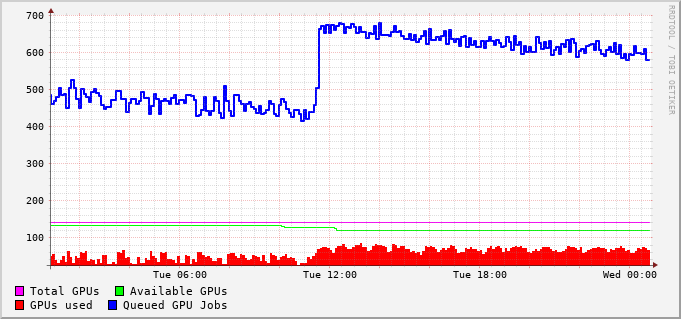 700
600
500
400
300
200
100
Tue 06:00 Tue 12:00 Tue 18:00 Wed 00:00
Total GPUs Available GPUs
GPUs used Queued GPU Jobs
RRDTOOL / TOBI OETIKER